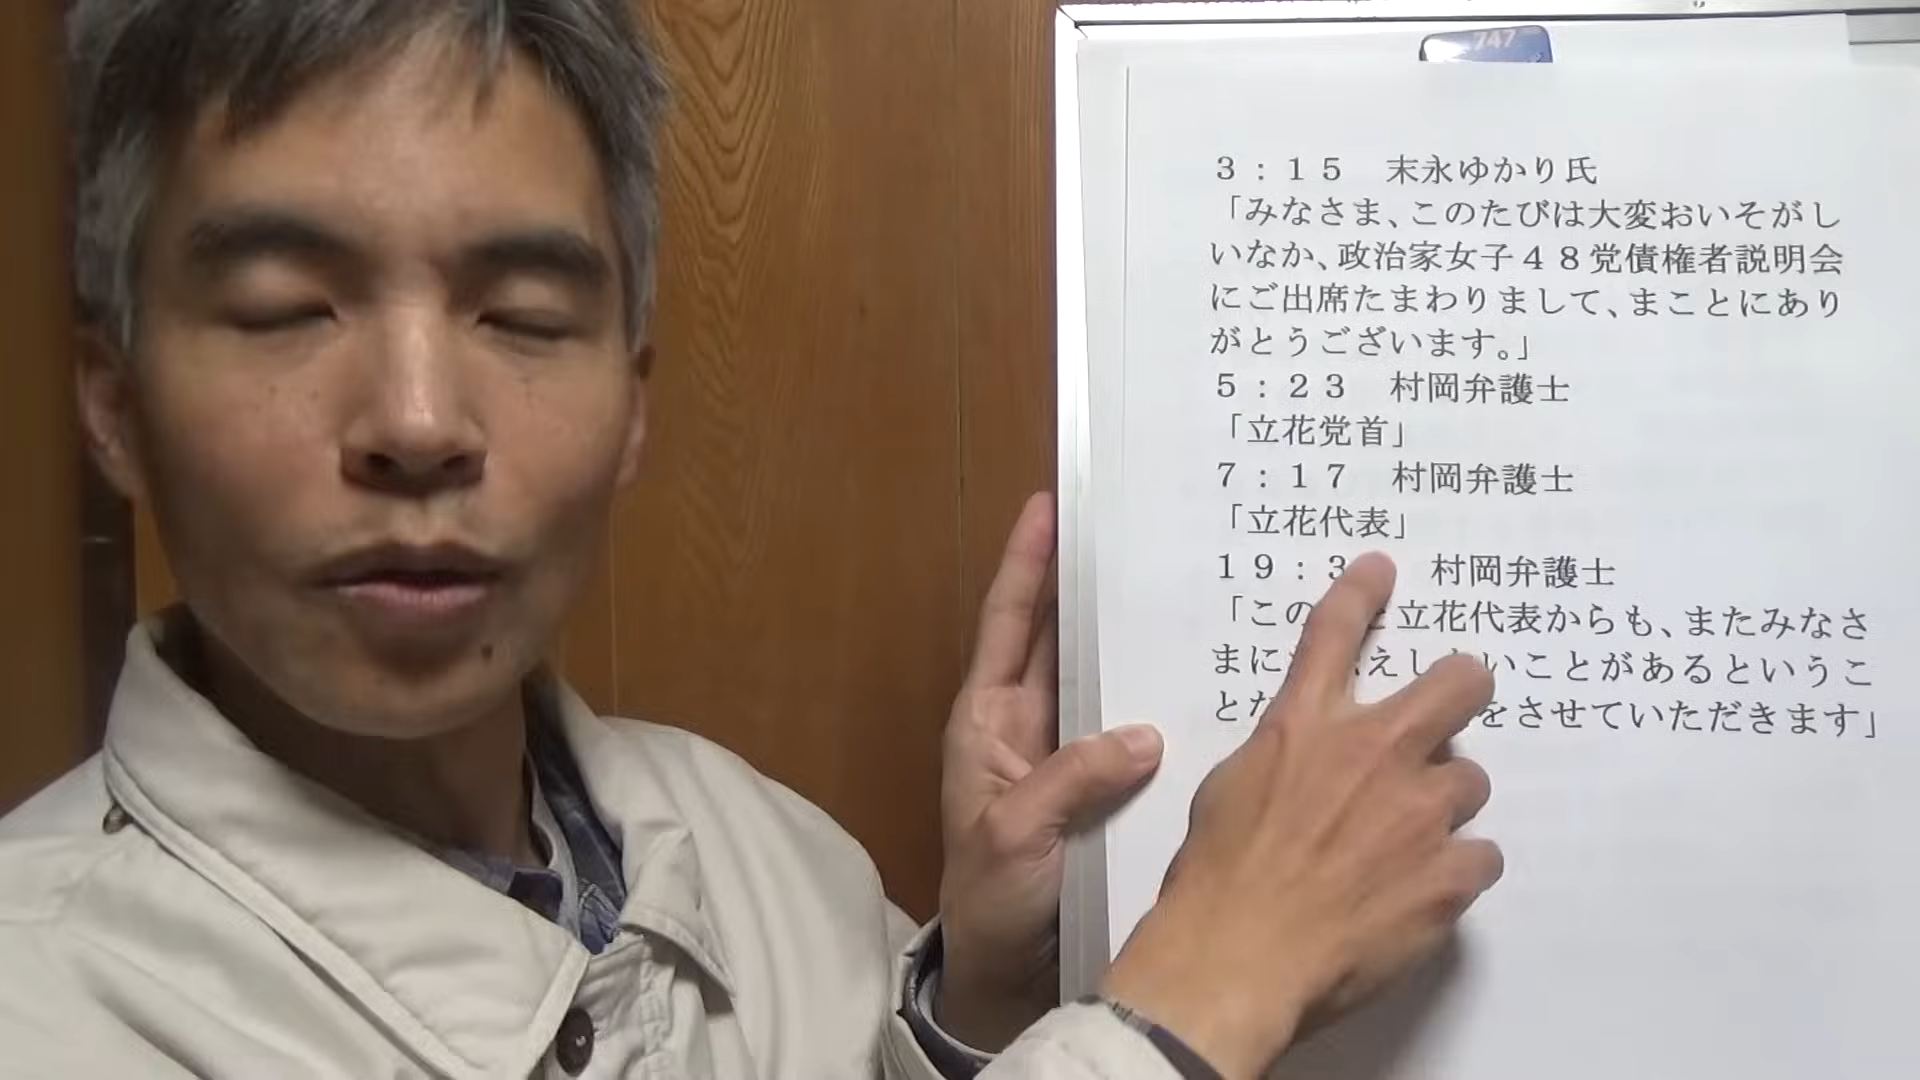 747
３：１５　末永ゆかり氏
「みなさま、このたびは大変おいそがし
いなか、政治家女子４８党債権者説明会
にご出席たまわりまして、まことにあり
がとうございます。」
５：２３　村岡弁護士
「立花党首」
７：１７　村岡弁護士
「立花代表」
１９：３　村岡弁護士
「この　立花代表からも、またみなさ
まに　えし　いことがあるというこ
と　をさせていただきます」